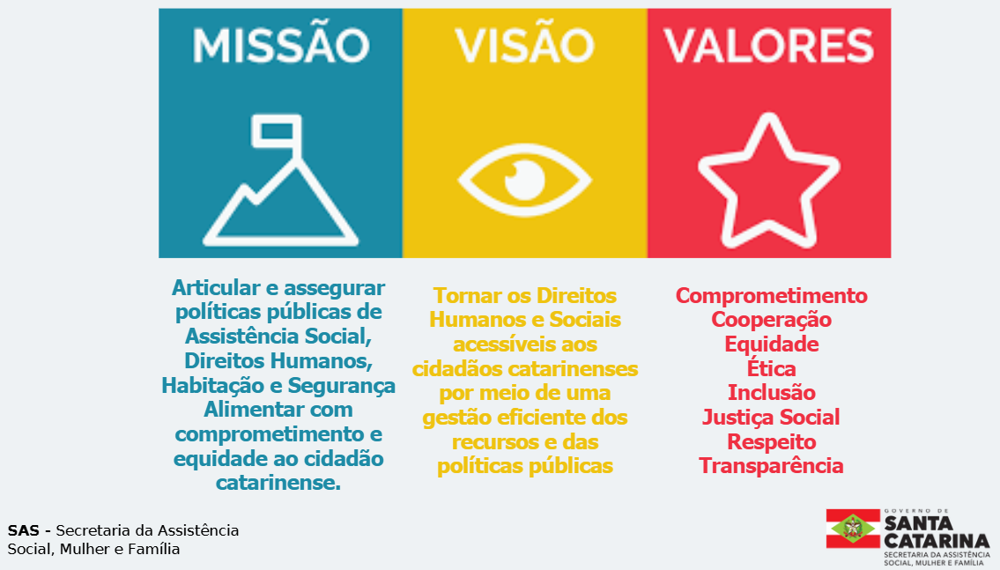 MISSÃO
VISÃO
VALORES
Articular e assegurar
políticas públicas de
Assistência Social,
Direitos Humanos,
Habitação e Segurança
Alimentar com
comprometimento e
equidade ao cidadão
catarinense.
Tornar os Direitos
Humanos e Sociais
acessíveis aos
cidadãos catarinenses
por meio de uma
gestão eficiente dos
recursos e das
políticas públicas
Comprometimento
Cooperação
Equidade
Ética
Inclusão
Justiça Social
Respeito
Transparência
SAS - Secretaria da Assistência
Social, Mulher e Família
GOVERNO DE
SANTA
CATARINA
SECRETARIA DA ASSISTÊNCIA
SOCIAL, MULHER E FAMÍLIA